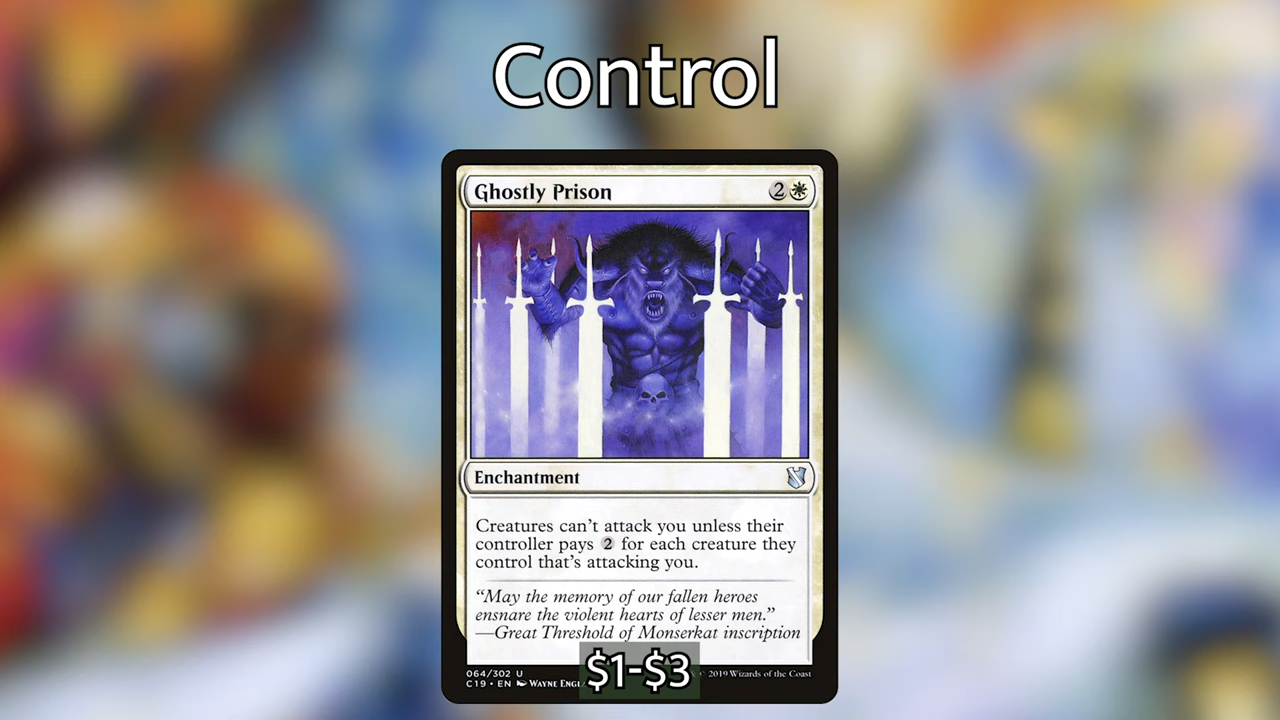 Control
Ghostly Prison 2
Enchantment
Creatures can't attack you unless their
controller pays 2 for each creature they
control that's attacking you.
“May the memory of our fallen heroes
ensnare the violent hearts of lesser men.”
—Great Threshold of Monserkat inscription
$1-$3
064/302 U
C19 • EN WAYNE © 2019 Wizards of the Coast